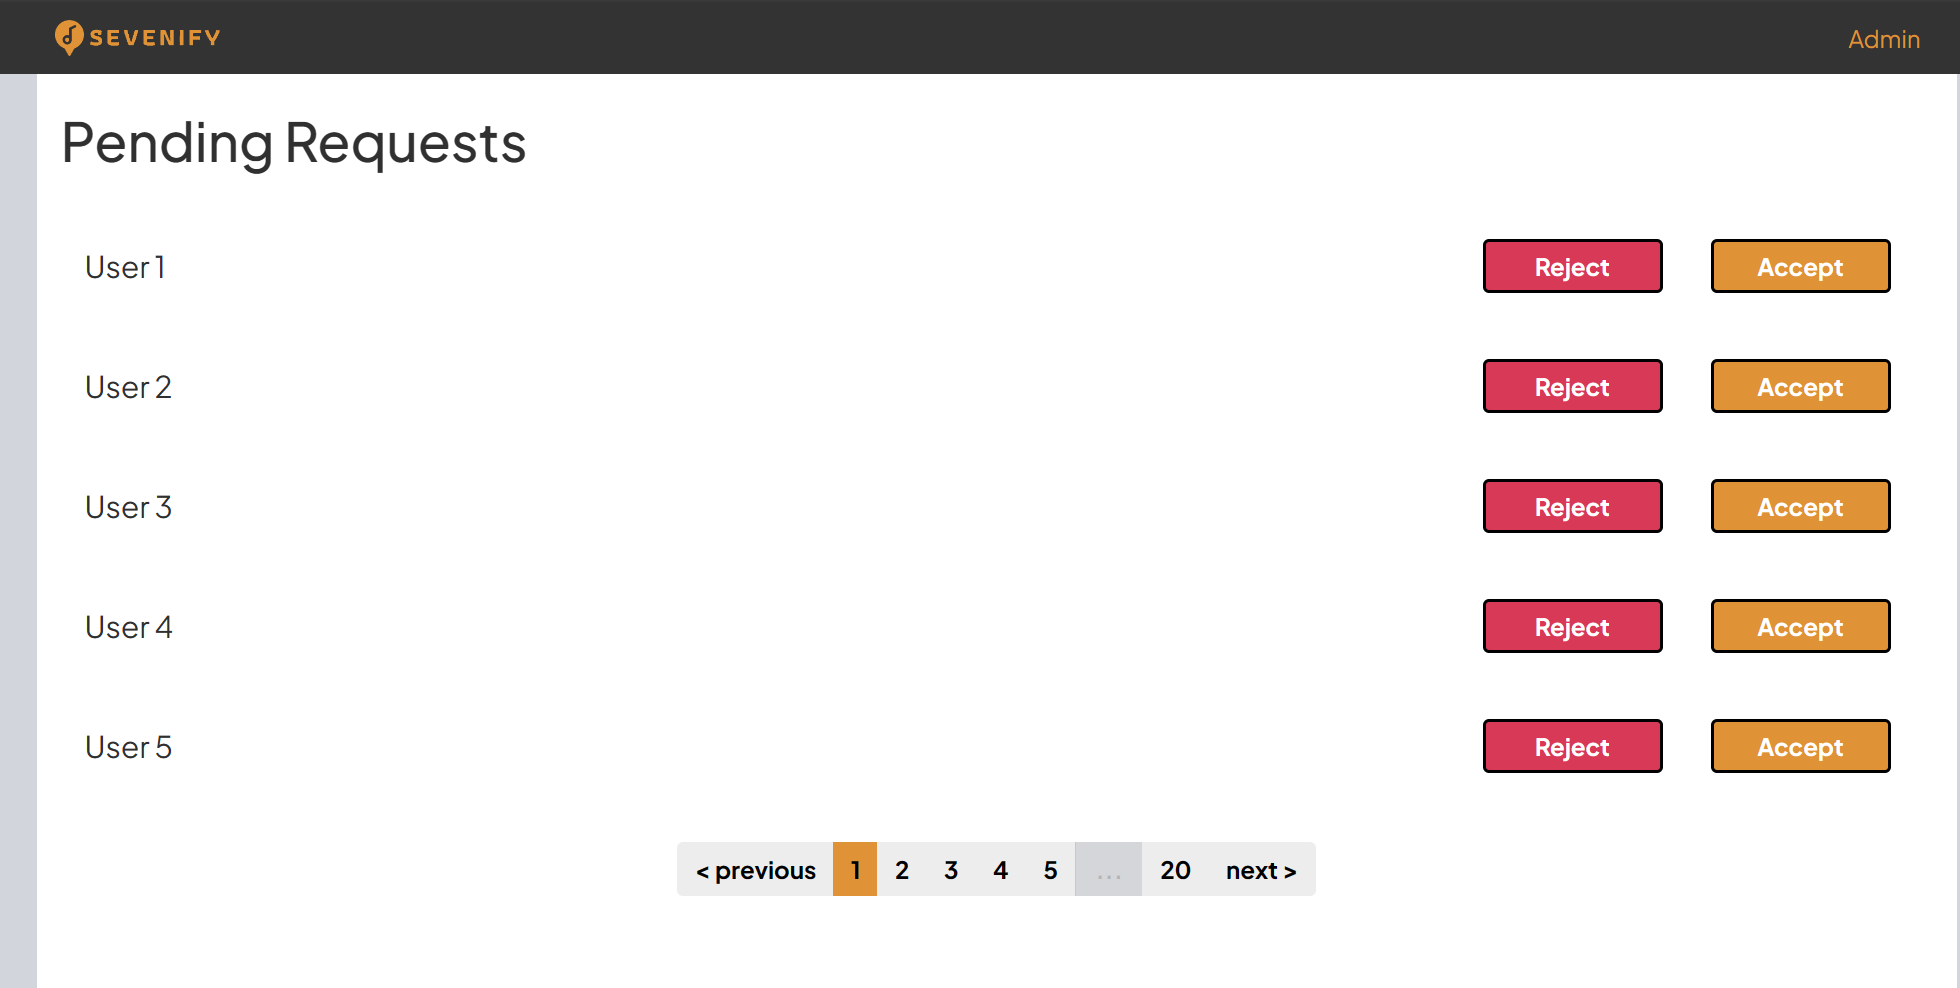 SEVENIFY
Admin
Pending Requests
User 1 Reject Accept
User 2 Reject Accept
User 3 Reject Accept
User 4 Reject Accept
User 5 Reject Accept
< previous 1 2 3 4 5 ... 20 next >